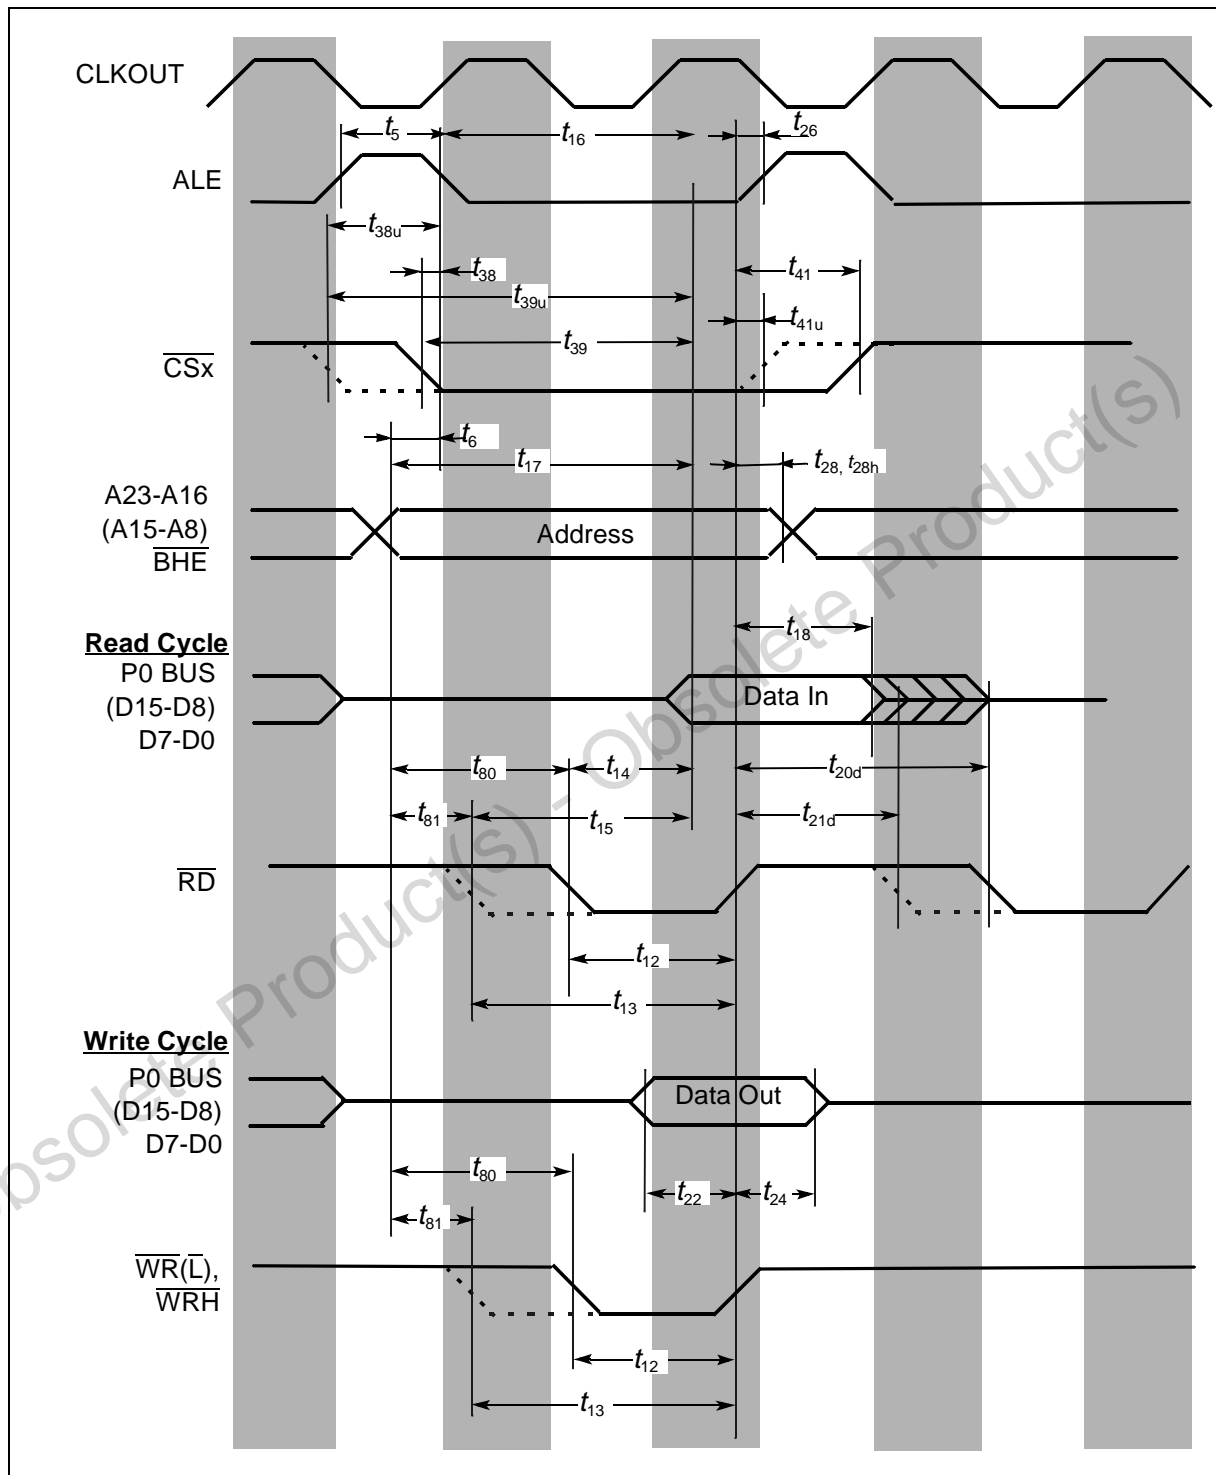 CLKOUT
t5
t16
t26
ALE
t38u
t38
t41
t39u
t41u
t39
CSx
t6
t17
t28, t28h
A23-A16
(A15-A8)
BHE
Address
t18
Read Cycle
P0 BUS
(D15-D8)
D7-D0
Data In
t80
t14
t20d
t81
t15
t21d
RD
t12
t13
Write Cycle
P0 BUS
(D15-D8)
D7-D0
Data Out
t80
t22
t24
t81
WR(L),
WRH
t12
t13
Obsolete Product(s) - Obsolete Product(s)